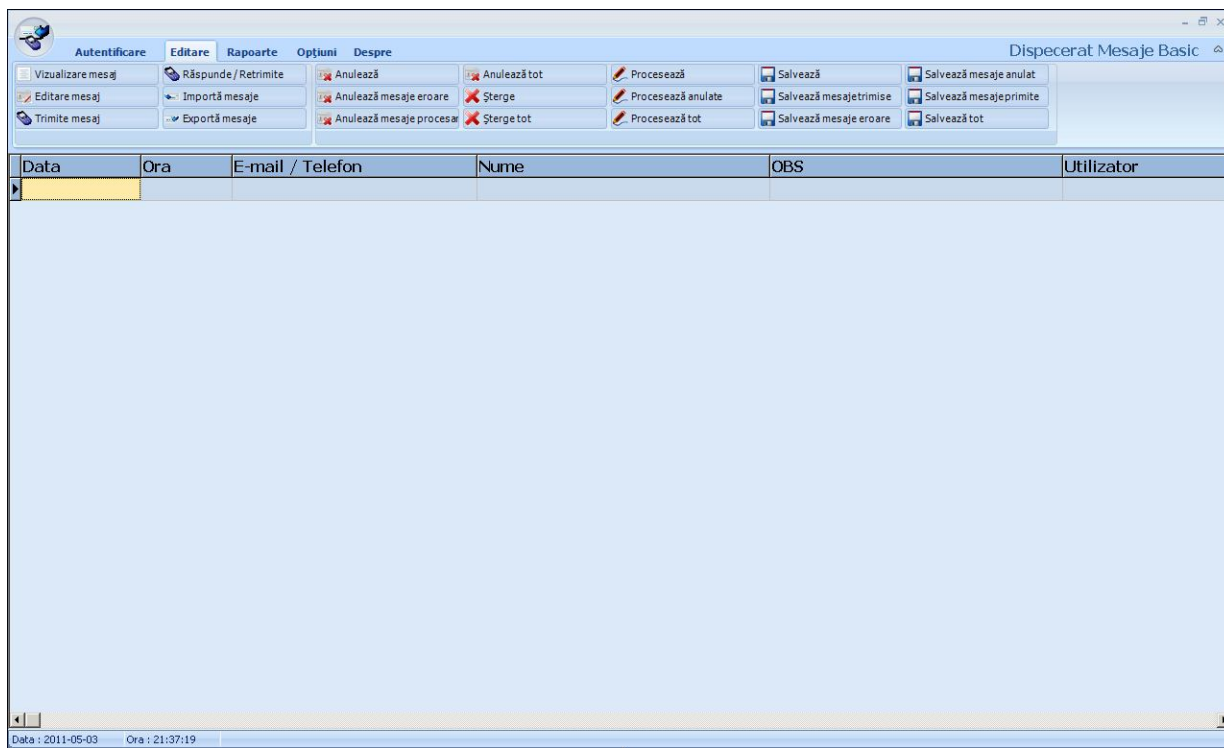 Autentificare Editare Rapoarte Opțiuni Despre Dispecerat Mesaje Basic
Vizualizare mesaj Răspunde / Retrimite Anulează Anulează tot Procesează Salvează Salvează mesaje anulat
Editare mesaj Importă mesaje Anulează mesaje eroare Șterge Procesează anulate Salvează mesaje trimise Salvează mesaje primite
Trimite mesaj Exportă mesaje Anulează mesaje procesar Șterge tot Procesează tot Salvează mesaje eroare Salvează tot
Data Ora E-mail / Telefon Nume OBS Utilizator
Data : 2011-05-03 Ora : 21:37:19